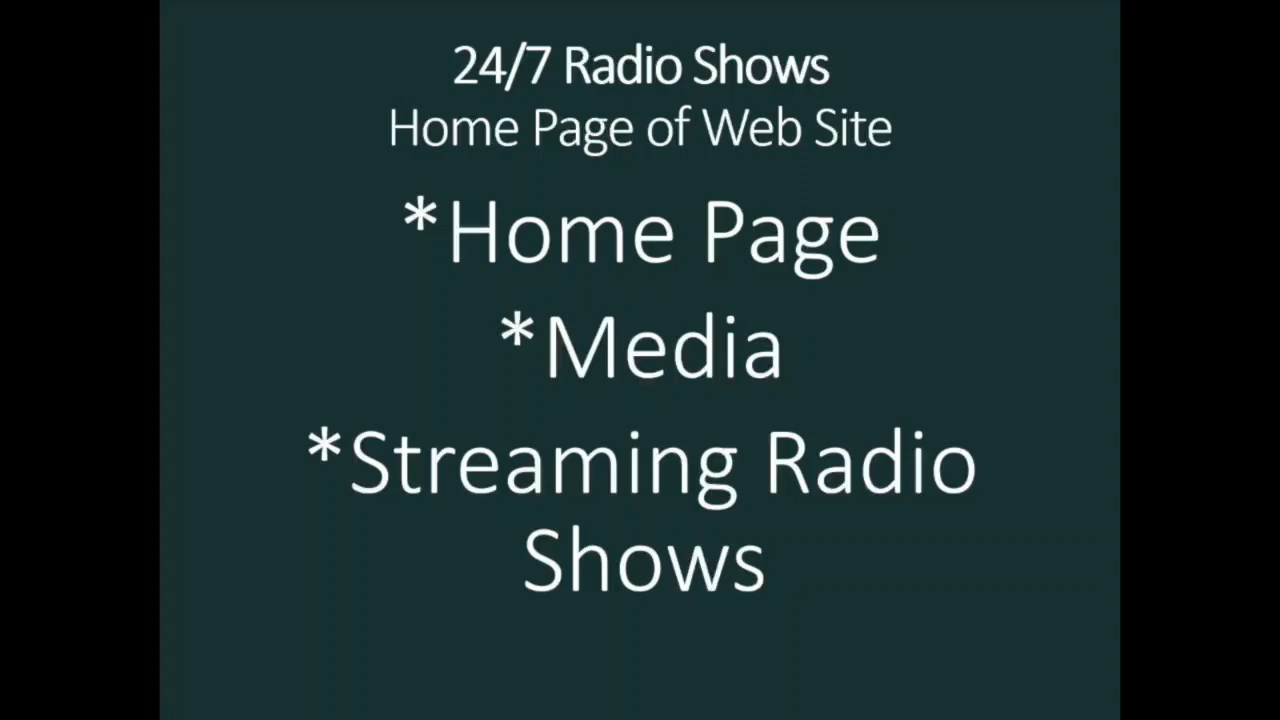 24/7 Radio Shows
Home Page of Web Site
*Home Page
*Media
*Streaming Radio
Shows